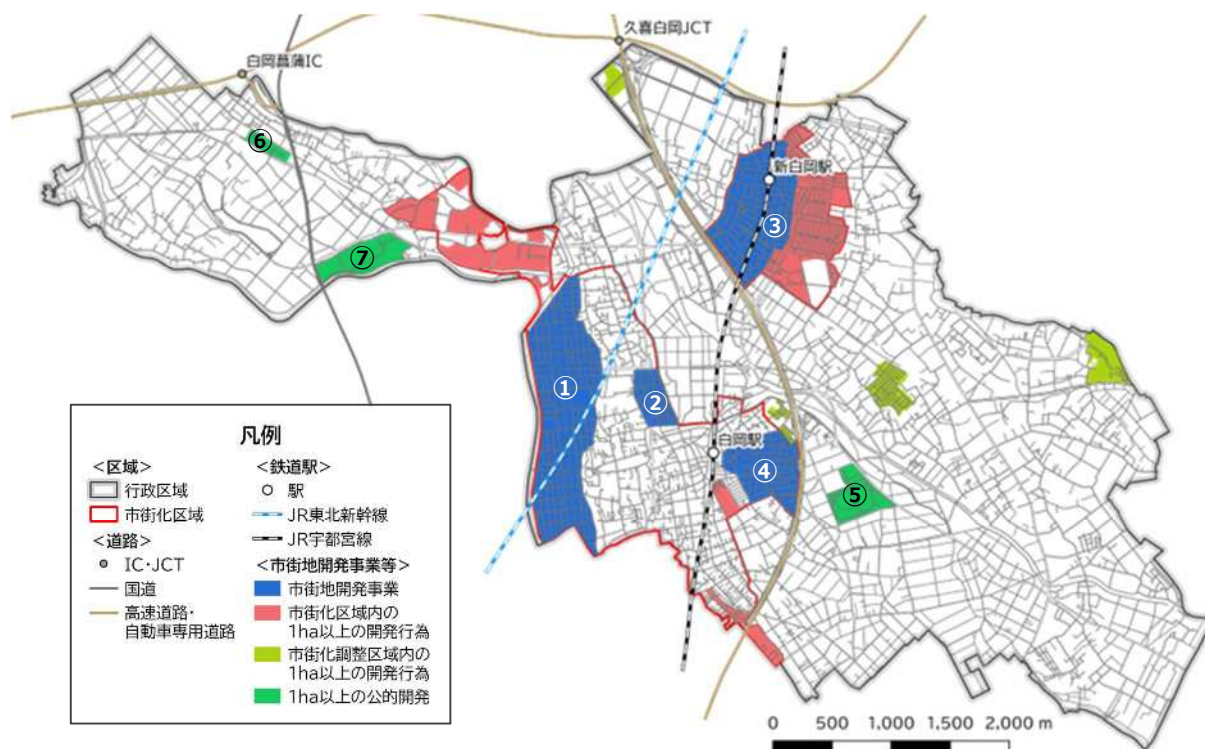 久喜白岡JCT
白岡菖蒲IC
⑥
新白岡駅
③
⑦
①
②
白岡駅
④
⑤
凡例
<区域>
行政区域
市街化区域
<道路>
IC・JCT
国道
高速道路・
自動車専用道路
<鉄道駅>
駅
JR東北新幹線
JR宇都宮線
<市街地開発事業等>
市街地開発事業
市街化区域内の
1ha以上の開発行為
市街化調整区域内の
1ha以上の開発行為
1ha以上の公的開発
0 500 1,000 1,500 2,000 m